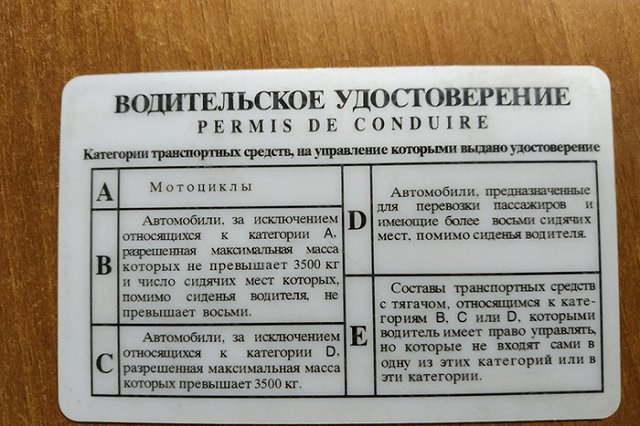 ВОДИТЕЛЬСКОЕ УДОСТОВЕРЕНИЕ
PERMIS DE CONDUIRE
Категории транспортных средств, на управление которыми выдано удостоверение
A
Мотоциклы
B
Автомобили, за исключением
относящихся к категории A,
разрешенная максимальная масса
которых не превышает 3500 кг
и число сидячих мест которых,
помимо сиденья водителя, не
превышает восьми.
C
Автомобили, за исключением
относящихся к категории D,
разрешенная максимальная масса
которых превышает 3500 кг.
D
Автомобили, предназначенные
для перевозки пассажиров и
имеющие более восьми сидячих
мест, помимо сиденья водителя.
E
Составы транспортных средств
с тягачом, относящимся к кате-
гориям B, C или D, которыми
водитель имеет право управлять,
но которые не входят сами в
одну из этих категорий или в
эти категории.